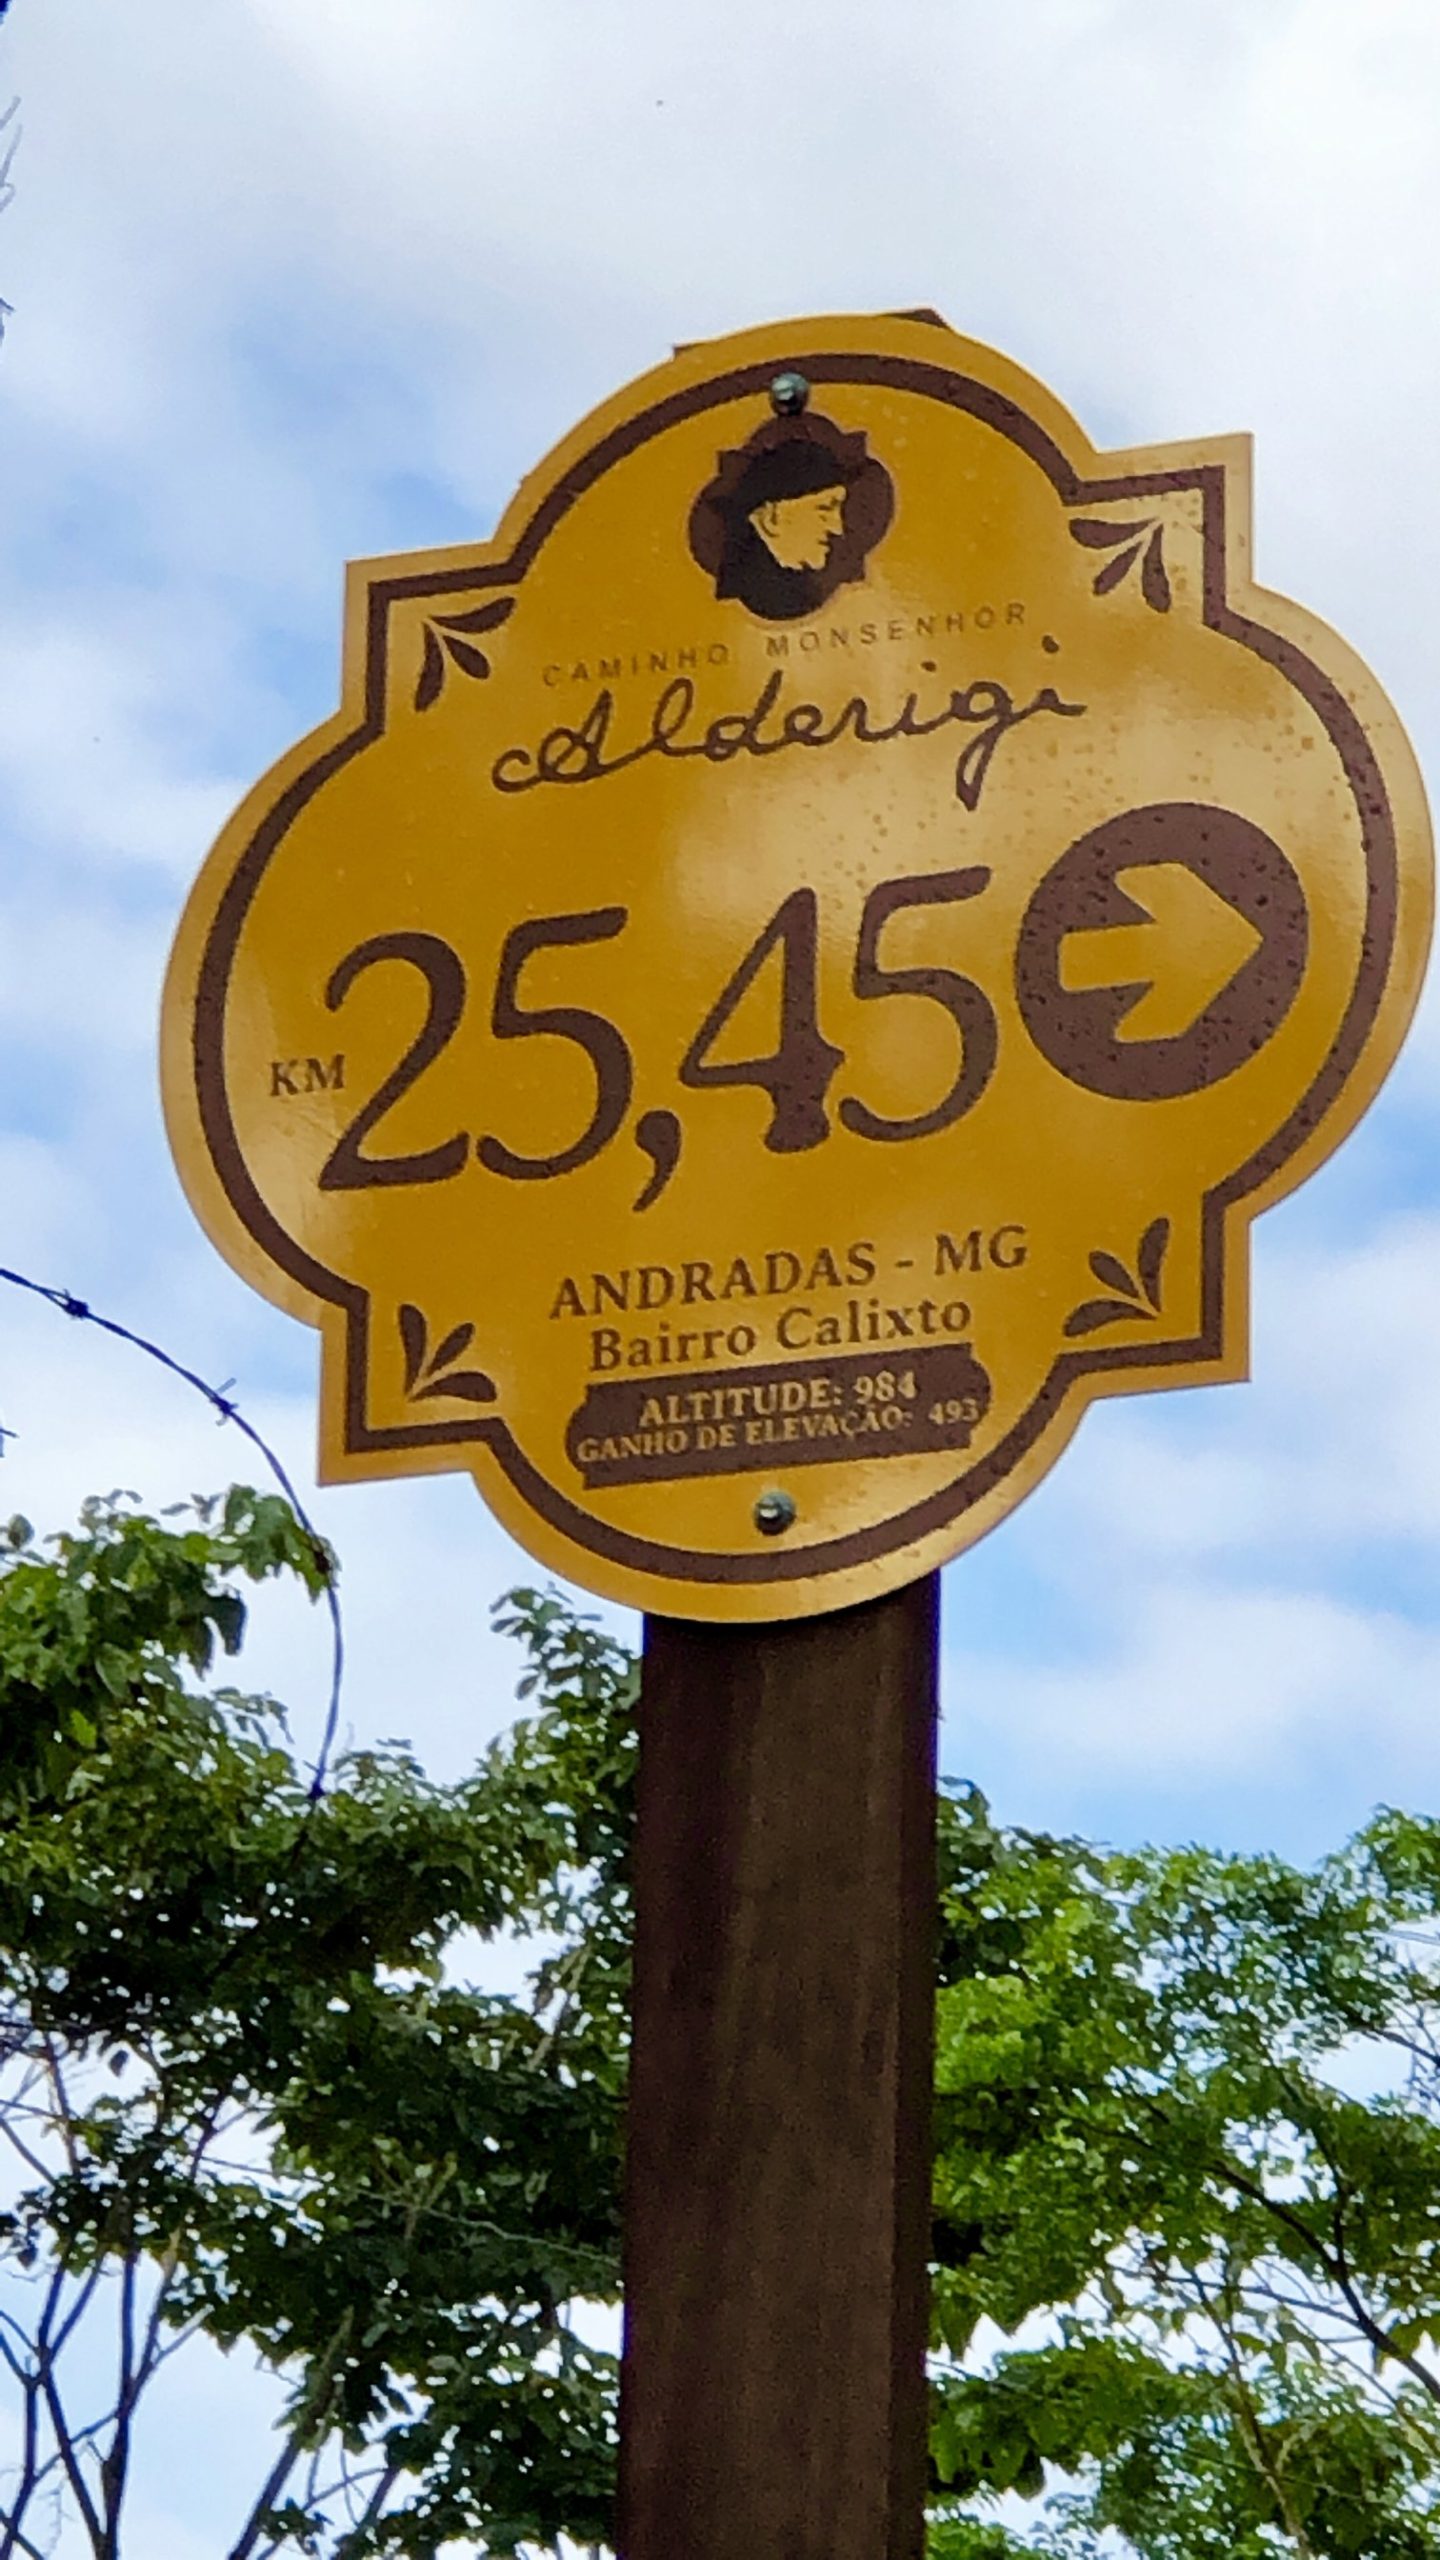 CAMINHO MONSENHOR
Alderigi
KM 25,45
ANDRADAS - MG
Bairro Calixto
ALTITUDE: 984
GANHO DE ELEVAÇÃO: 493